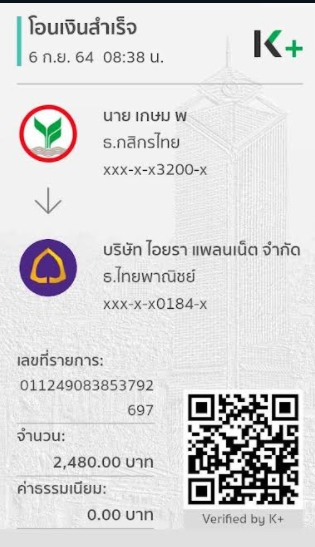 โอนเงินสำเร็จ
6 ก.ย. 64 08:38 น.
K+
นาย เกษม พ
ธ.กสิกรไทย
xxx-x-x3200-x
บริษัท ไอยรา แพลนเน็ต จำกัด
ธ.ไทยพาณิชย์
xxx-x-x0184-x
เลขที่รายการ:
011249083853792
697
จำนวน:
2,480.00 บาท
ค่าธรรมเนียม:
0.00 บาท
Verified by K+